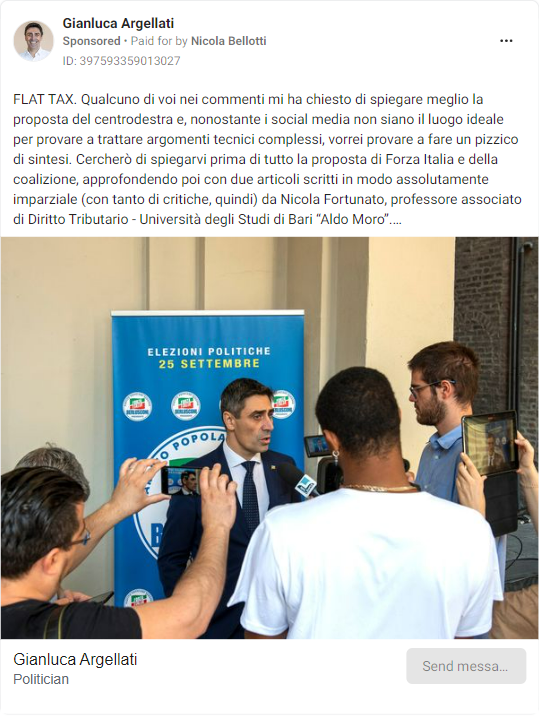 Gianluca Argellati
Sponsored • Paid for by Nicola Bellotti
ID: 397593359013027
FLAT TAX. Qualcuno di voi nei commenti mi ha chiesto di spiegare meglio la
proposta del centrodestra e, nonostante i social media non siano il luogo ideale
per provare a trattare argomenti tecnici complessi, vorrei provare a fare un pizzico
di sintesi. Cercherò di spiegarvi prima di tutto la proposta di Forza Italia e della
coalizione, approfondendo poi con due articoli scritti in modo assolutamente
imparziale (con tanto di critiche, quindi) da Nicola Fortunato, professore associato
di Diritto Tributario - Università degli Studi di Bari “Aldo Moro”.…
ELEZIONI POLITICHE
25 SETTEMBRE
BERLUSCONI
BERLUSCONI
POPOLA
Gianluca Argellati
Politician
Send messa…